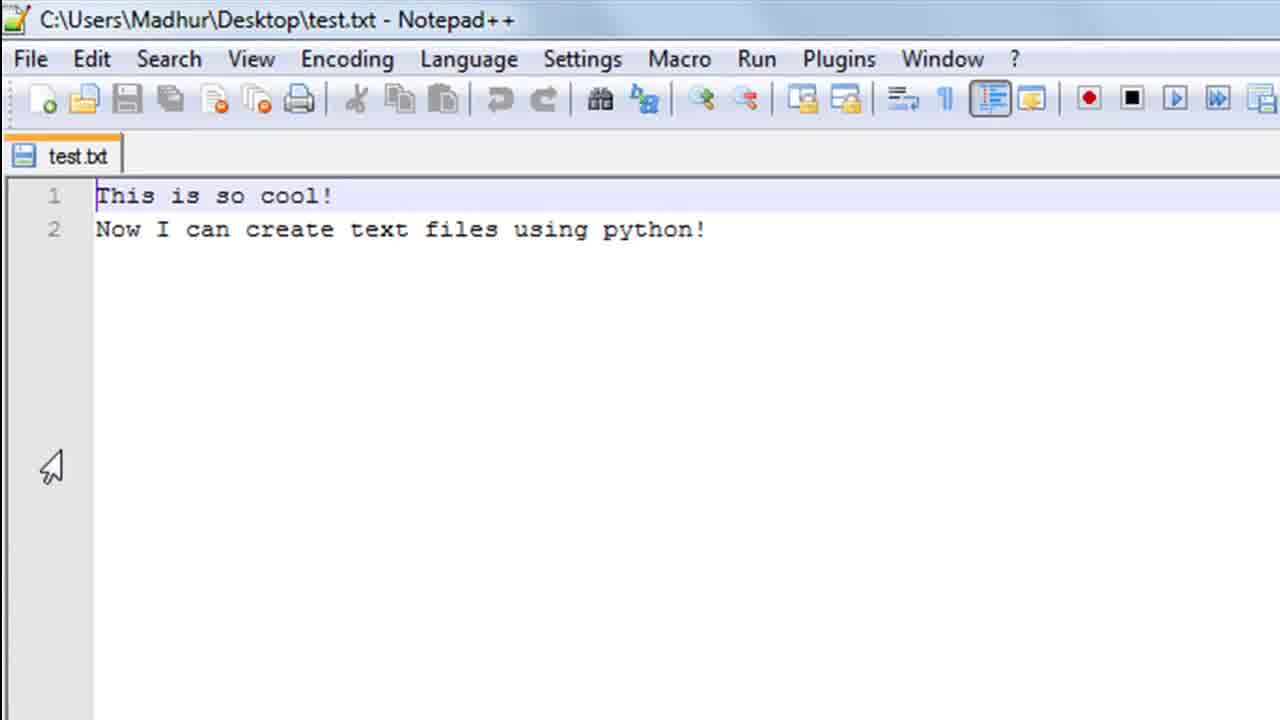 C:\Users\Madhur\Desktop\test.txt - Notepad++
File Edit Search View Encoding Language Settings Macro Run Plugins Window ?
test.txt
1 This is so cool!
2 Now I can create text files using python!